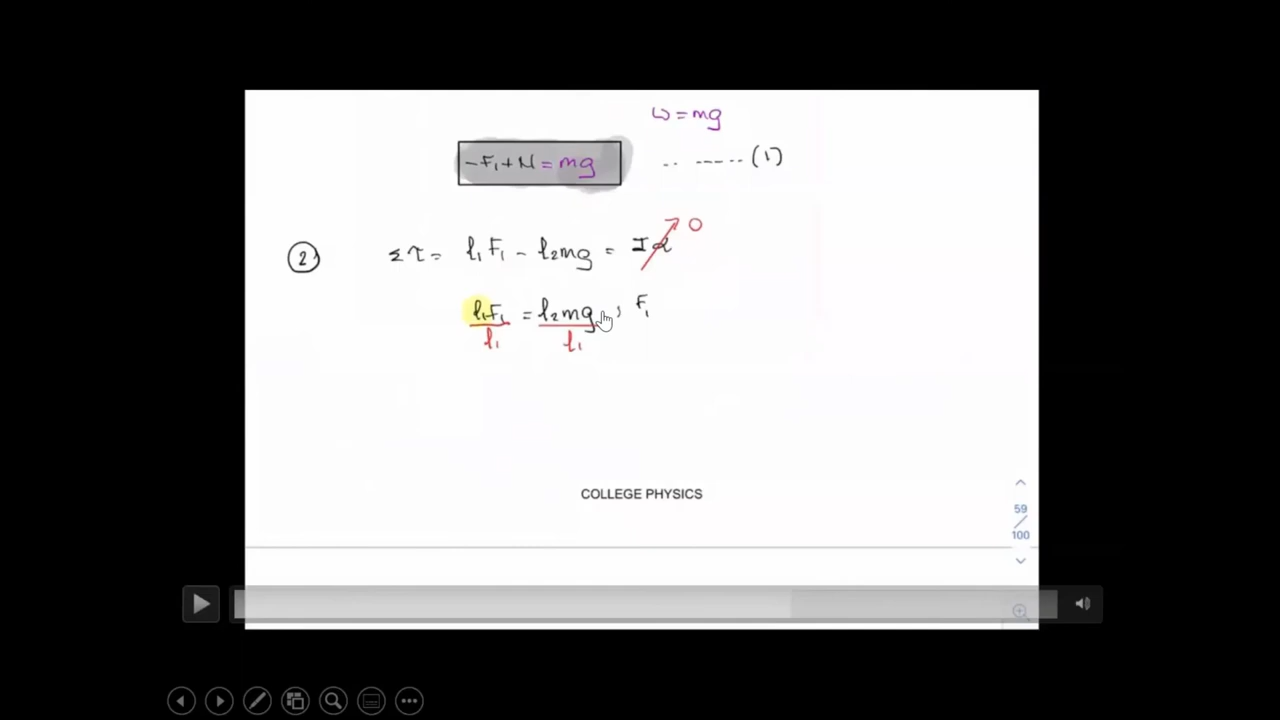 ω = mg
-F₁ + N = mg .. ----.. (1)
(2) Στ = l₁F₁ - l₂mg = Iα 0
l₁F₁ = l₂mg ; F₁
l₁ l₁
COLLEGE PHYSICS
59
/
100